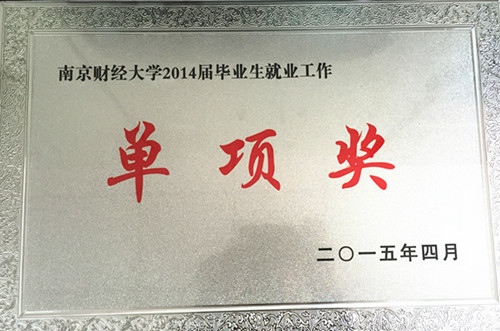 南京财经大学2014届毕业生就业工作
单项奖
二〇一五年四月